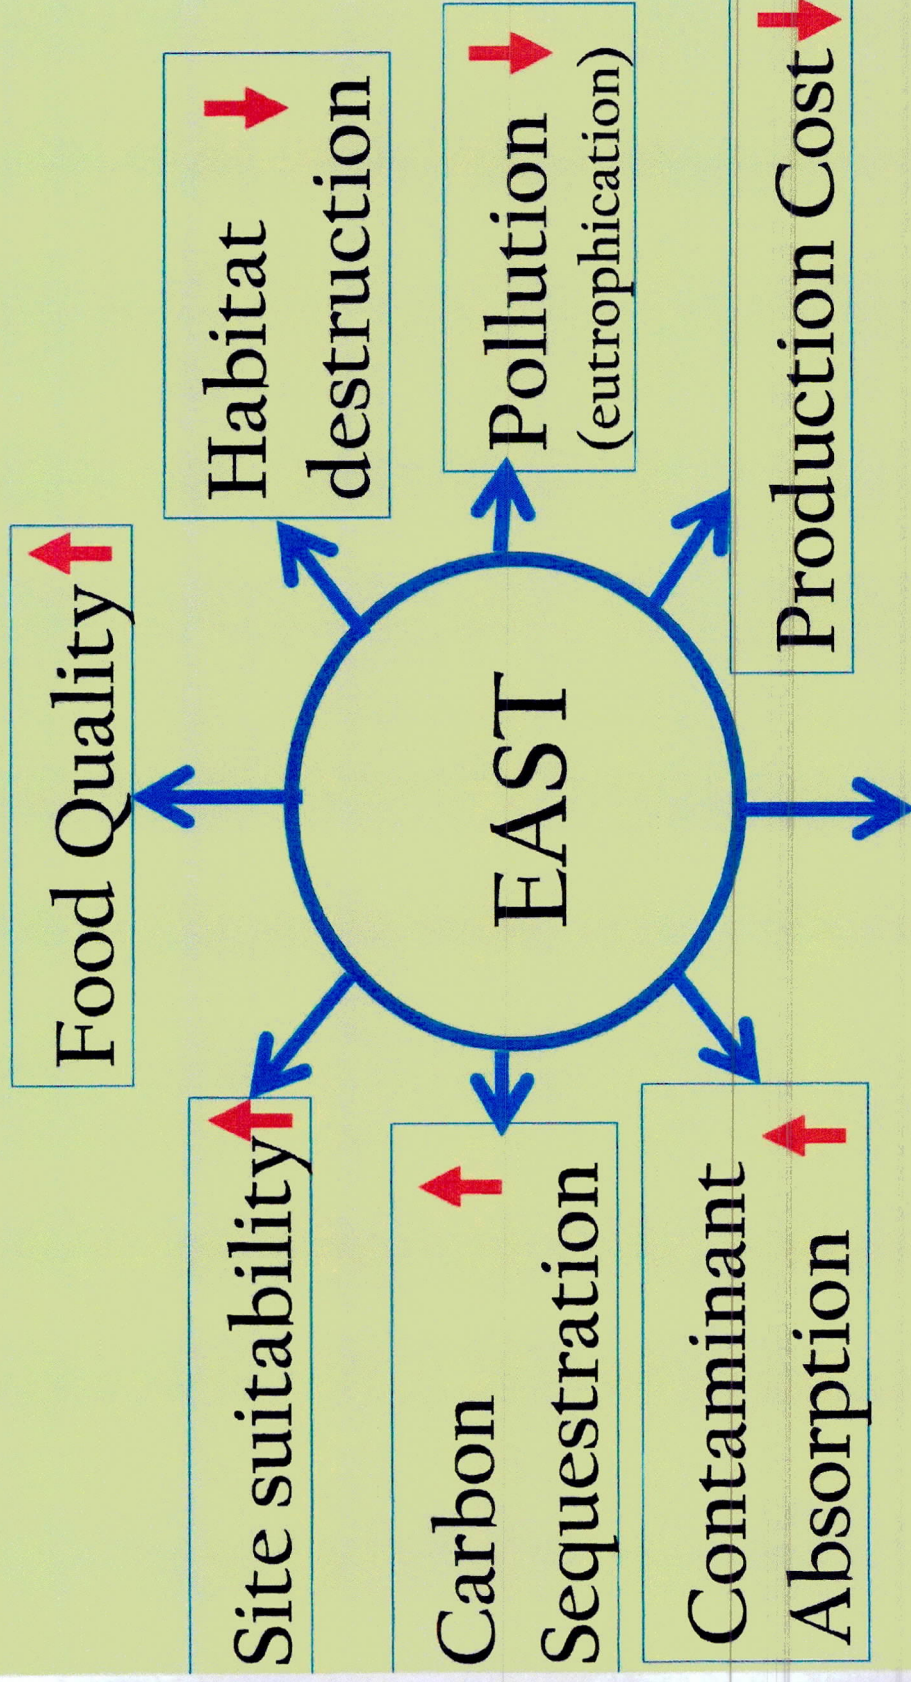 Food Quality
Site suitability
Habitat
destruction
Carbon
Sequestration
EAST
Pollution
(eutrophication)
Contaminant
Absorption
Production Cost